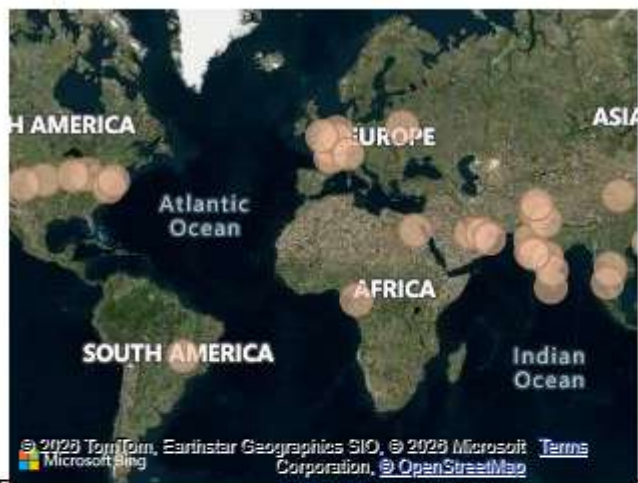 H AMERICA
EUROPE
ASIA
Atlantic
Ocean
AFRICA
SOUTH AMERICA
Indian
Ocean
© 2026 TomTom, Earthstar Geographics SIO, © 2026 Microsoft Terms
Microsoft Bing
Corporation, © OpenStreetMap